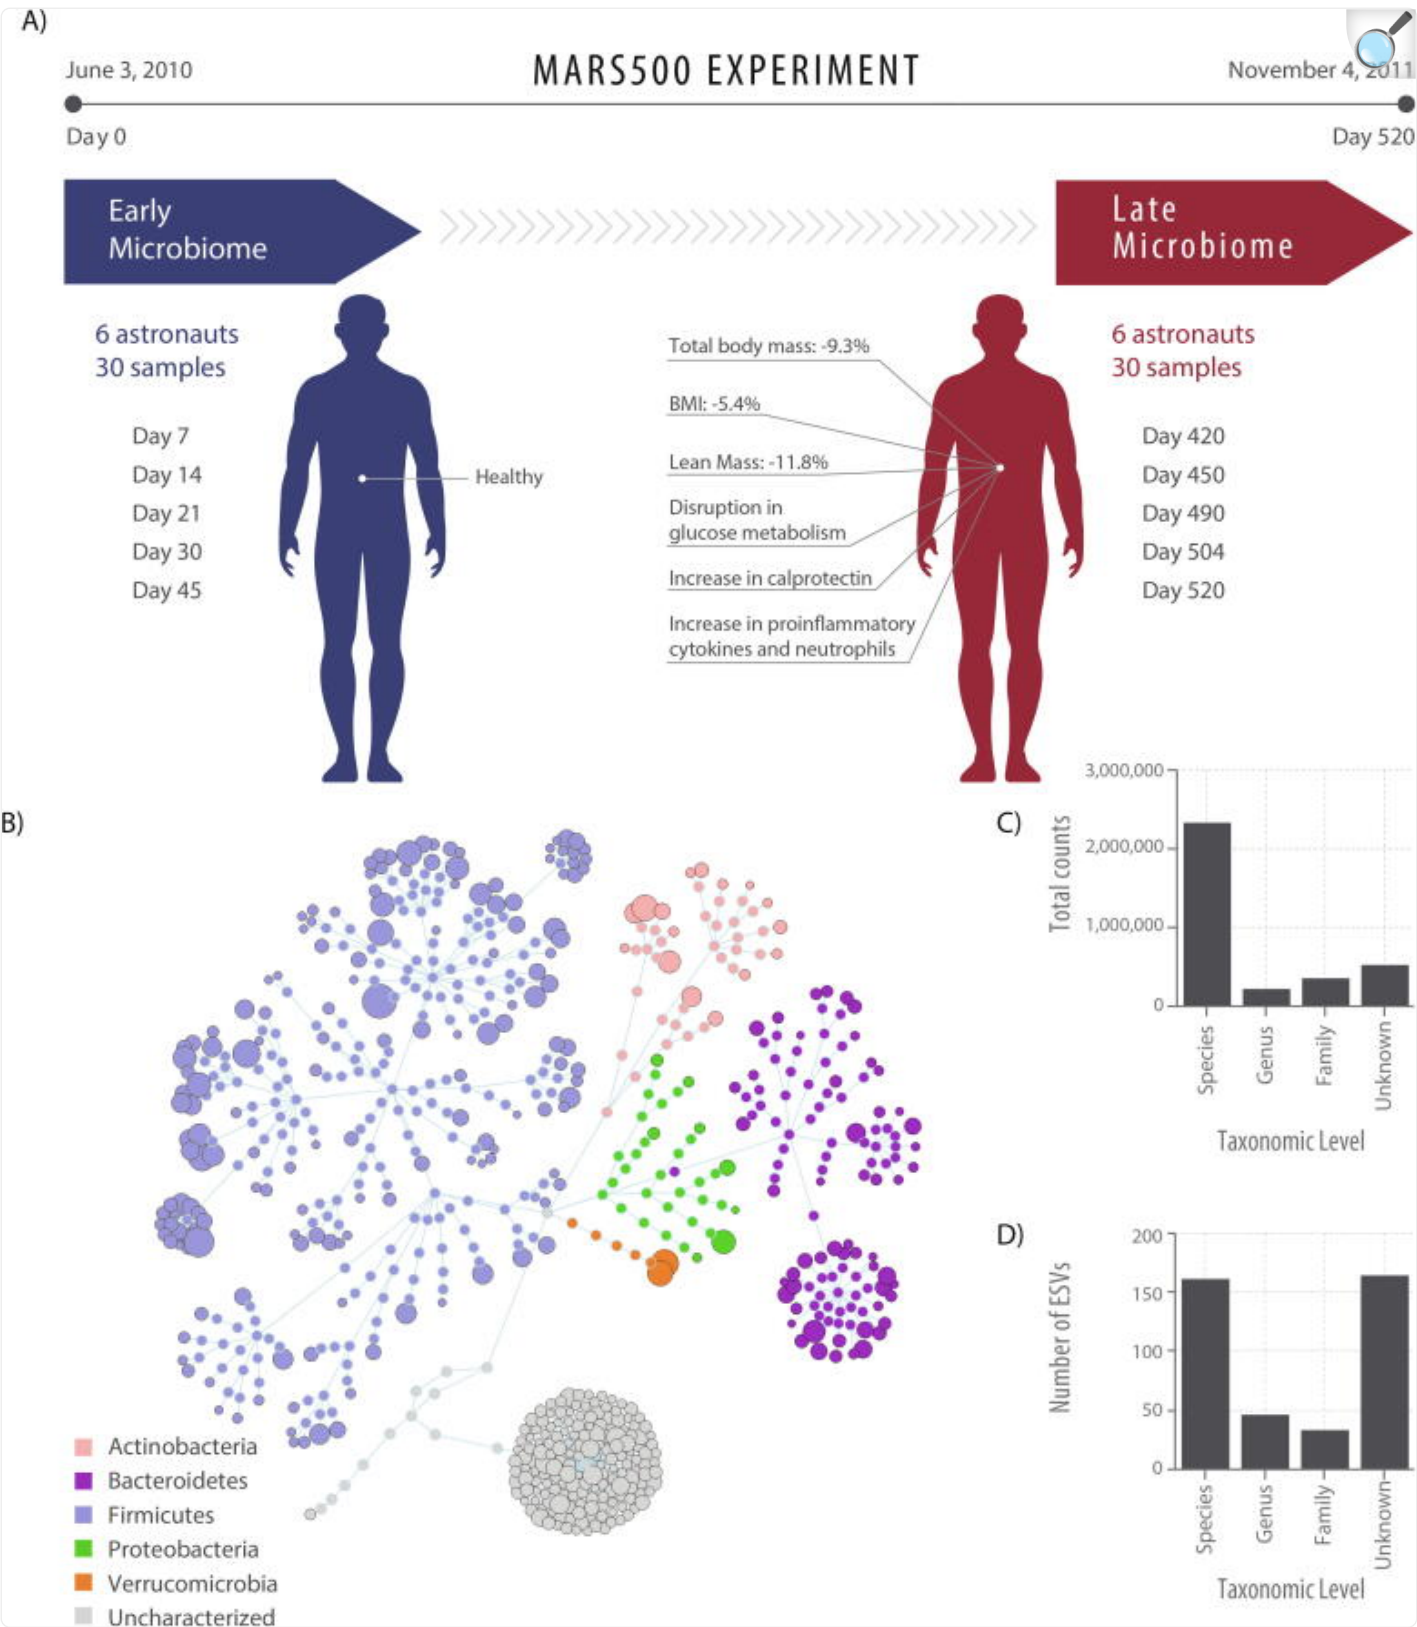 A)
MARS500 EXPERIMENT
June 3, 2010
November 4, 2011
Day 0
Day 520
Early
Microbiome
Late
Microbiome
6 astronauts
30 samples
Day 7
Day 14
Day 21
Day 30
Day 45
Healthy
Total body mass: -9.3%
BMI: -5.4%
Lean Mass: -11.8%
Disruption in
glucose metabolism
Increase in calprotectin
Increase in proinflammatory
cytokines and neutrophils
6 astronauts
30 samples
Day 420
Day 450
Day 490
Day 504
Day 520
B)
Actinobacteria
Bacteroidetes
Firmicutes
Proteobacteria
Verrucomicrobia
Uncharacterized
C)
Total counts
3,000,000
2,000,000
1,000,000
0
Species
Genus
Family
Unknown
Taxonomic Level
D)
Number of ESVs
200
150
100
50
0
Species
Genus
Family
Unknown
Taxonomic Level